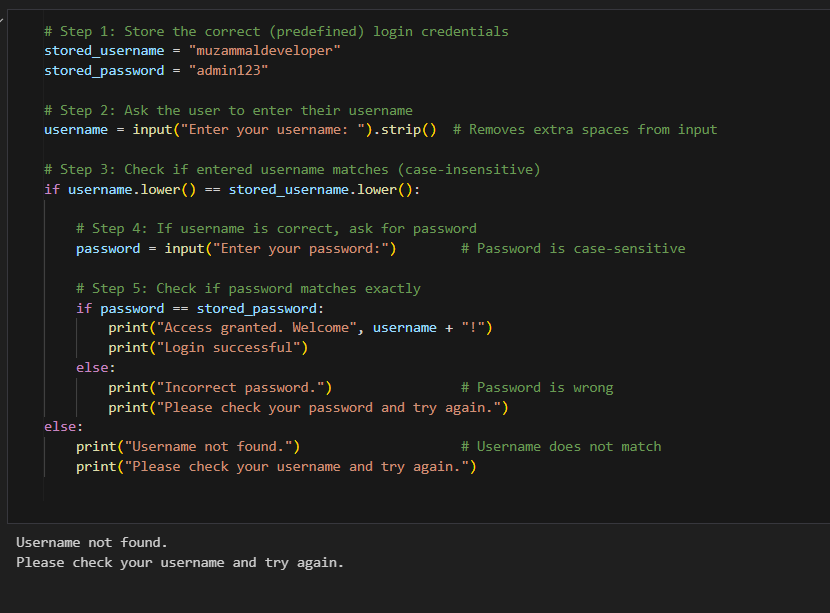 # Step 1: Store the correct (predefined) login credentials
stored_username = "muzammaldeveloper"
stored_password = "admin123"
# Step 2: Ask the user to enter their username
username = input("Enter your username: ").strip()  # Removes extra spaces from input
# Step 3: Check if entered username matches (case-insensitive)
if username.lower() == stored_username.lower():
    # Step 4: If username is correct, ask for password
    password = input("Enter your password:")        # Password is case-sensitive
    # Step 5: Check if password matches exactly
    if password == stored_password:
        print("Access granted. Welcome", username + "!")
        print("Login successful")
    else:
        print("Incorrect password.")                # Password is wrong
        print("Please check your password and try again.")
else:
    print("Username not found.")                    # Username does not match
    print("Please check your username and try again.")
Username not found.
Please check your username and try again.